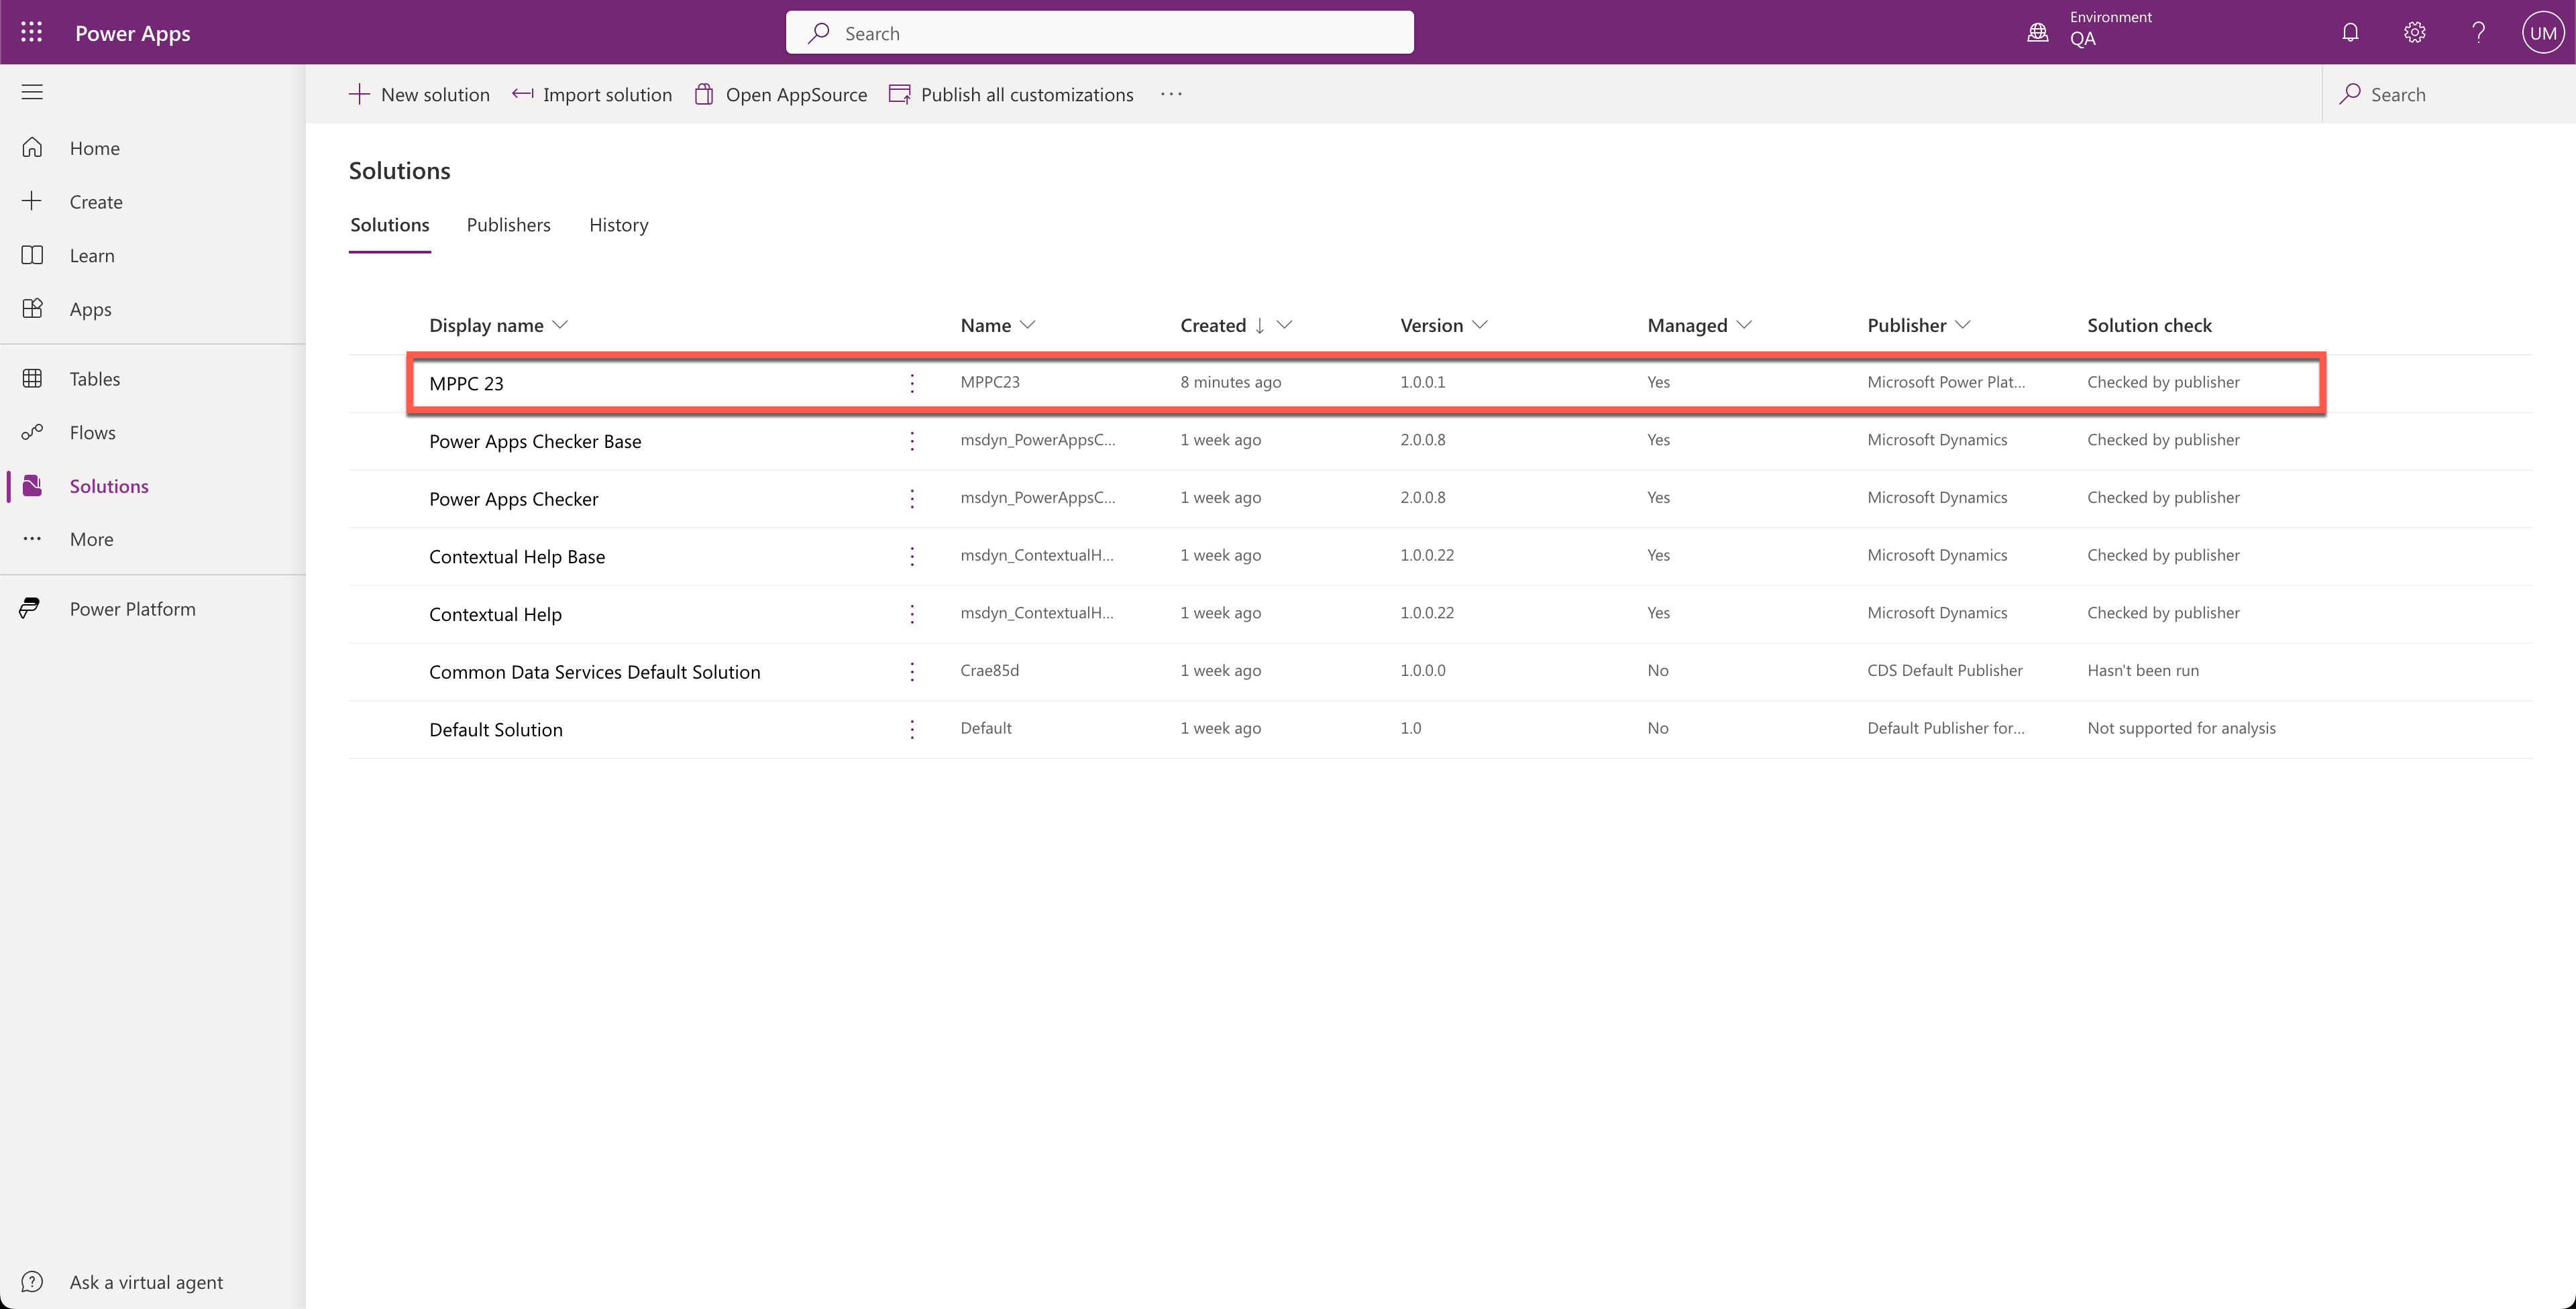 Power Apps
Search
Environment
QA
UM
New solution
Import solution
Open AppSource
Publish all customizations
Search
Home
Create
Learn
Apps
Tables
Flows
Solutions
More
Power Platform
Ask a virtual agent
Solutions
Solutions Publishers History
Display name Name Created Version Managed Publisher Solution check
MPPC 23 MPPC23 8 minutes ago 1.0.0.1 Yes Microsoft Power Plat... Checked by publisher
Power Apps Checker Base msdyn_PowerAppsC... 1 week ago 2.0.0.8 Yes Microsoft Dynamics Checked by publisher
Power Apps Checker msdyn_PowerAppsC... 1 week ago 2.0.0.8 Yes Microsoft Dynamics Checked by publisher
Contextual Help Base msdyn_ContextualH... 1 week ago 1.0.0.22 Yes Microsoft Dynamics Checked by publisher
Contextual Help msdyn_ContextualH... 1 week ago 1.0.0.22 Yes Microsoft Dynamics Checked by publisher
Common Data Services Default Solution Crae85d 1 week ago 1.0.0.0 No CDS Default Publisher Hasn't been run
Default Solution Default 1 week ago 1.0 No Default Publisher for... Not supported for analysis